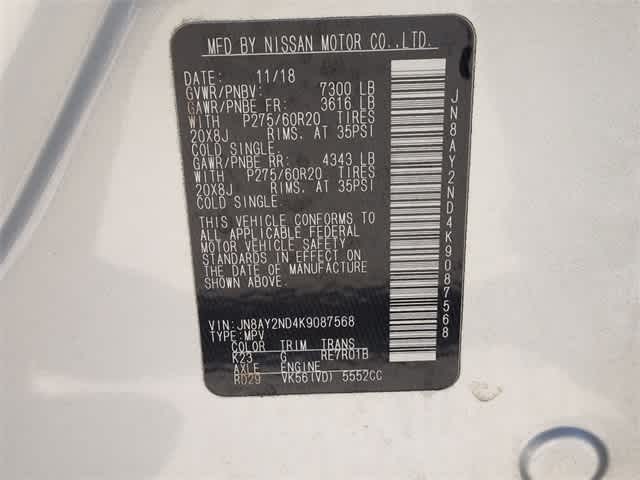 MFD BY NISSAN MOTOR CO.,LTD.
DATE: 11/18
GVWR/PNBV: 7300 LB
GAWR/PNBE FR: 3616 LB
WITH P275/60R20 TIRES
20X8J RIMS. AT 35PSI
COLD SINGLE.
GAWR/PNBE RR: 4343 LB
WITH P275/60R20 TIRES
20X8J RIMS. AT 35PSI
COLD SINGLE.
THIS VEHICLE CONFORMS TO
ALL APPLICABLE FEDERAL
MOTOR VEHICLE SAFETY
STANDARDS IN EFFECT ON
THE DATE OF MANUFACTURE
SHOWN ABOVE.
VIN: JN8AY2ND4K9087568
TYPE: MPV
COLOR TRIM TRANS
K23 G RE7R01B
AXLE ENGINE
RD29 VK56(VD) 5552CC
JN8AY2ND4K9087568